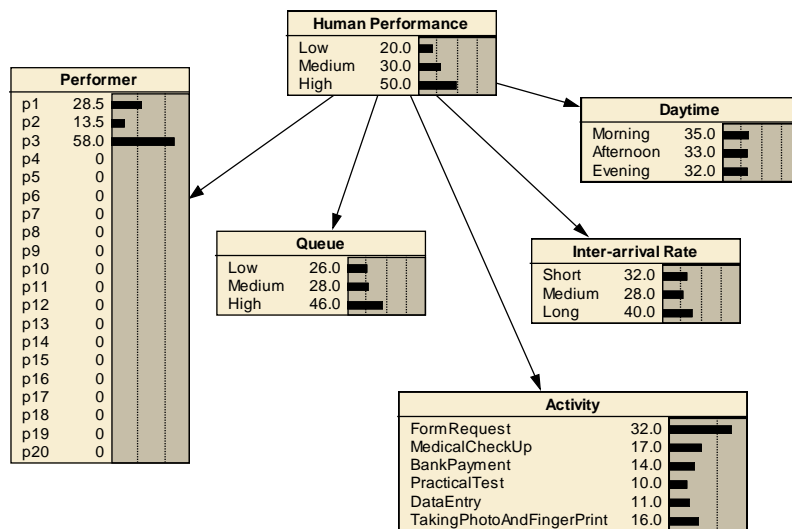 Human Performance
Low 20.0
Medium 30.0
High 50.0
Performer
p1 28.5
p2 13.5
p3 58.0
p4 0
p5 0
p6 0
p7 0
p8 0
p9 0
p10 0
p11 0
p12 0
p13 0
p14 0
p15 0
p16 0
p17 0
p18 0
p19 0
p20 0
Daytime
Morning 35.0
Afternoon 33.0
Evening 32.0
Queue
Low 26.0
Medium 28.0
High 46.0
Inter-arrival Rate
Short 32.0
Medium 28.0
Long 40.0
Activity
FormRequest 32.0
MedicalCheckUp 17.0
BankPayment 14.0
PracticalTest 10.0
DataEntry 11.0
TakingPhotoAndFingerPrint 16.0